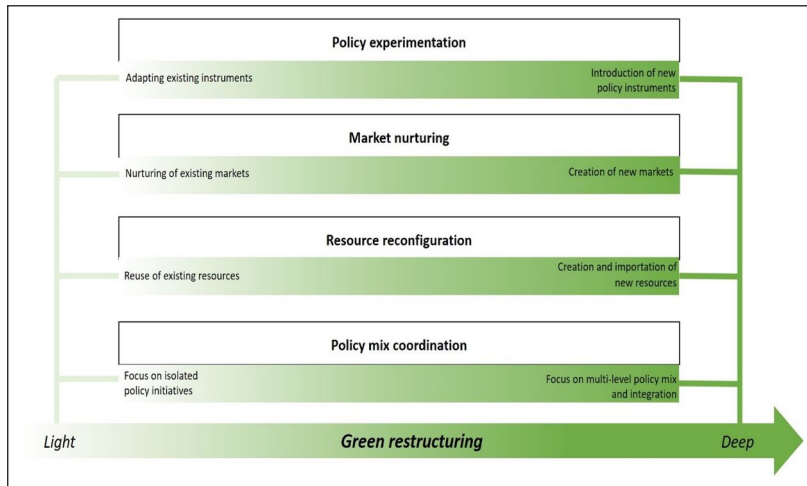 Policy experimentation
Adapting existing instruments
Introduction of new
policy instruments
Market nurturing
Nurturing of existing markets
Creation of new markets
Resource reconfiguration
Reuse of existing resources
Creation and importation of
new resources
Policy mix coordination
Focus on isolated
policy initiatives
Focus on multi-level policy mix
and integration
Light
Green restructuring
Deep